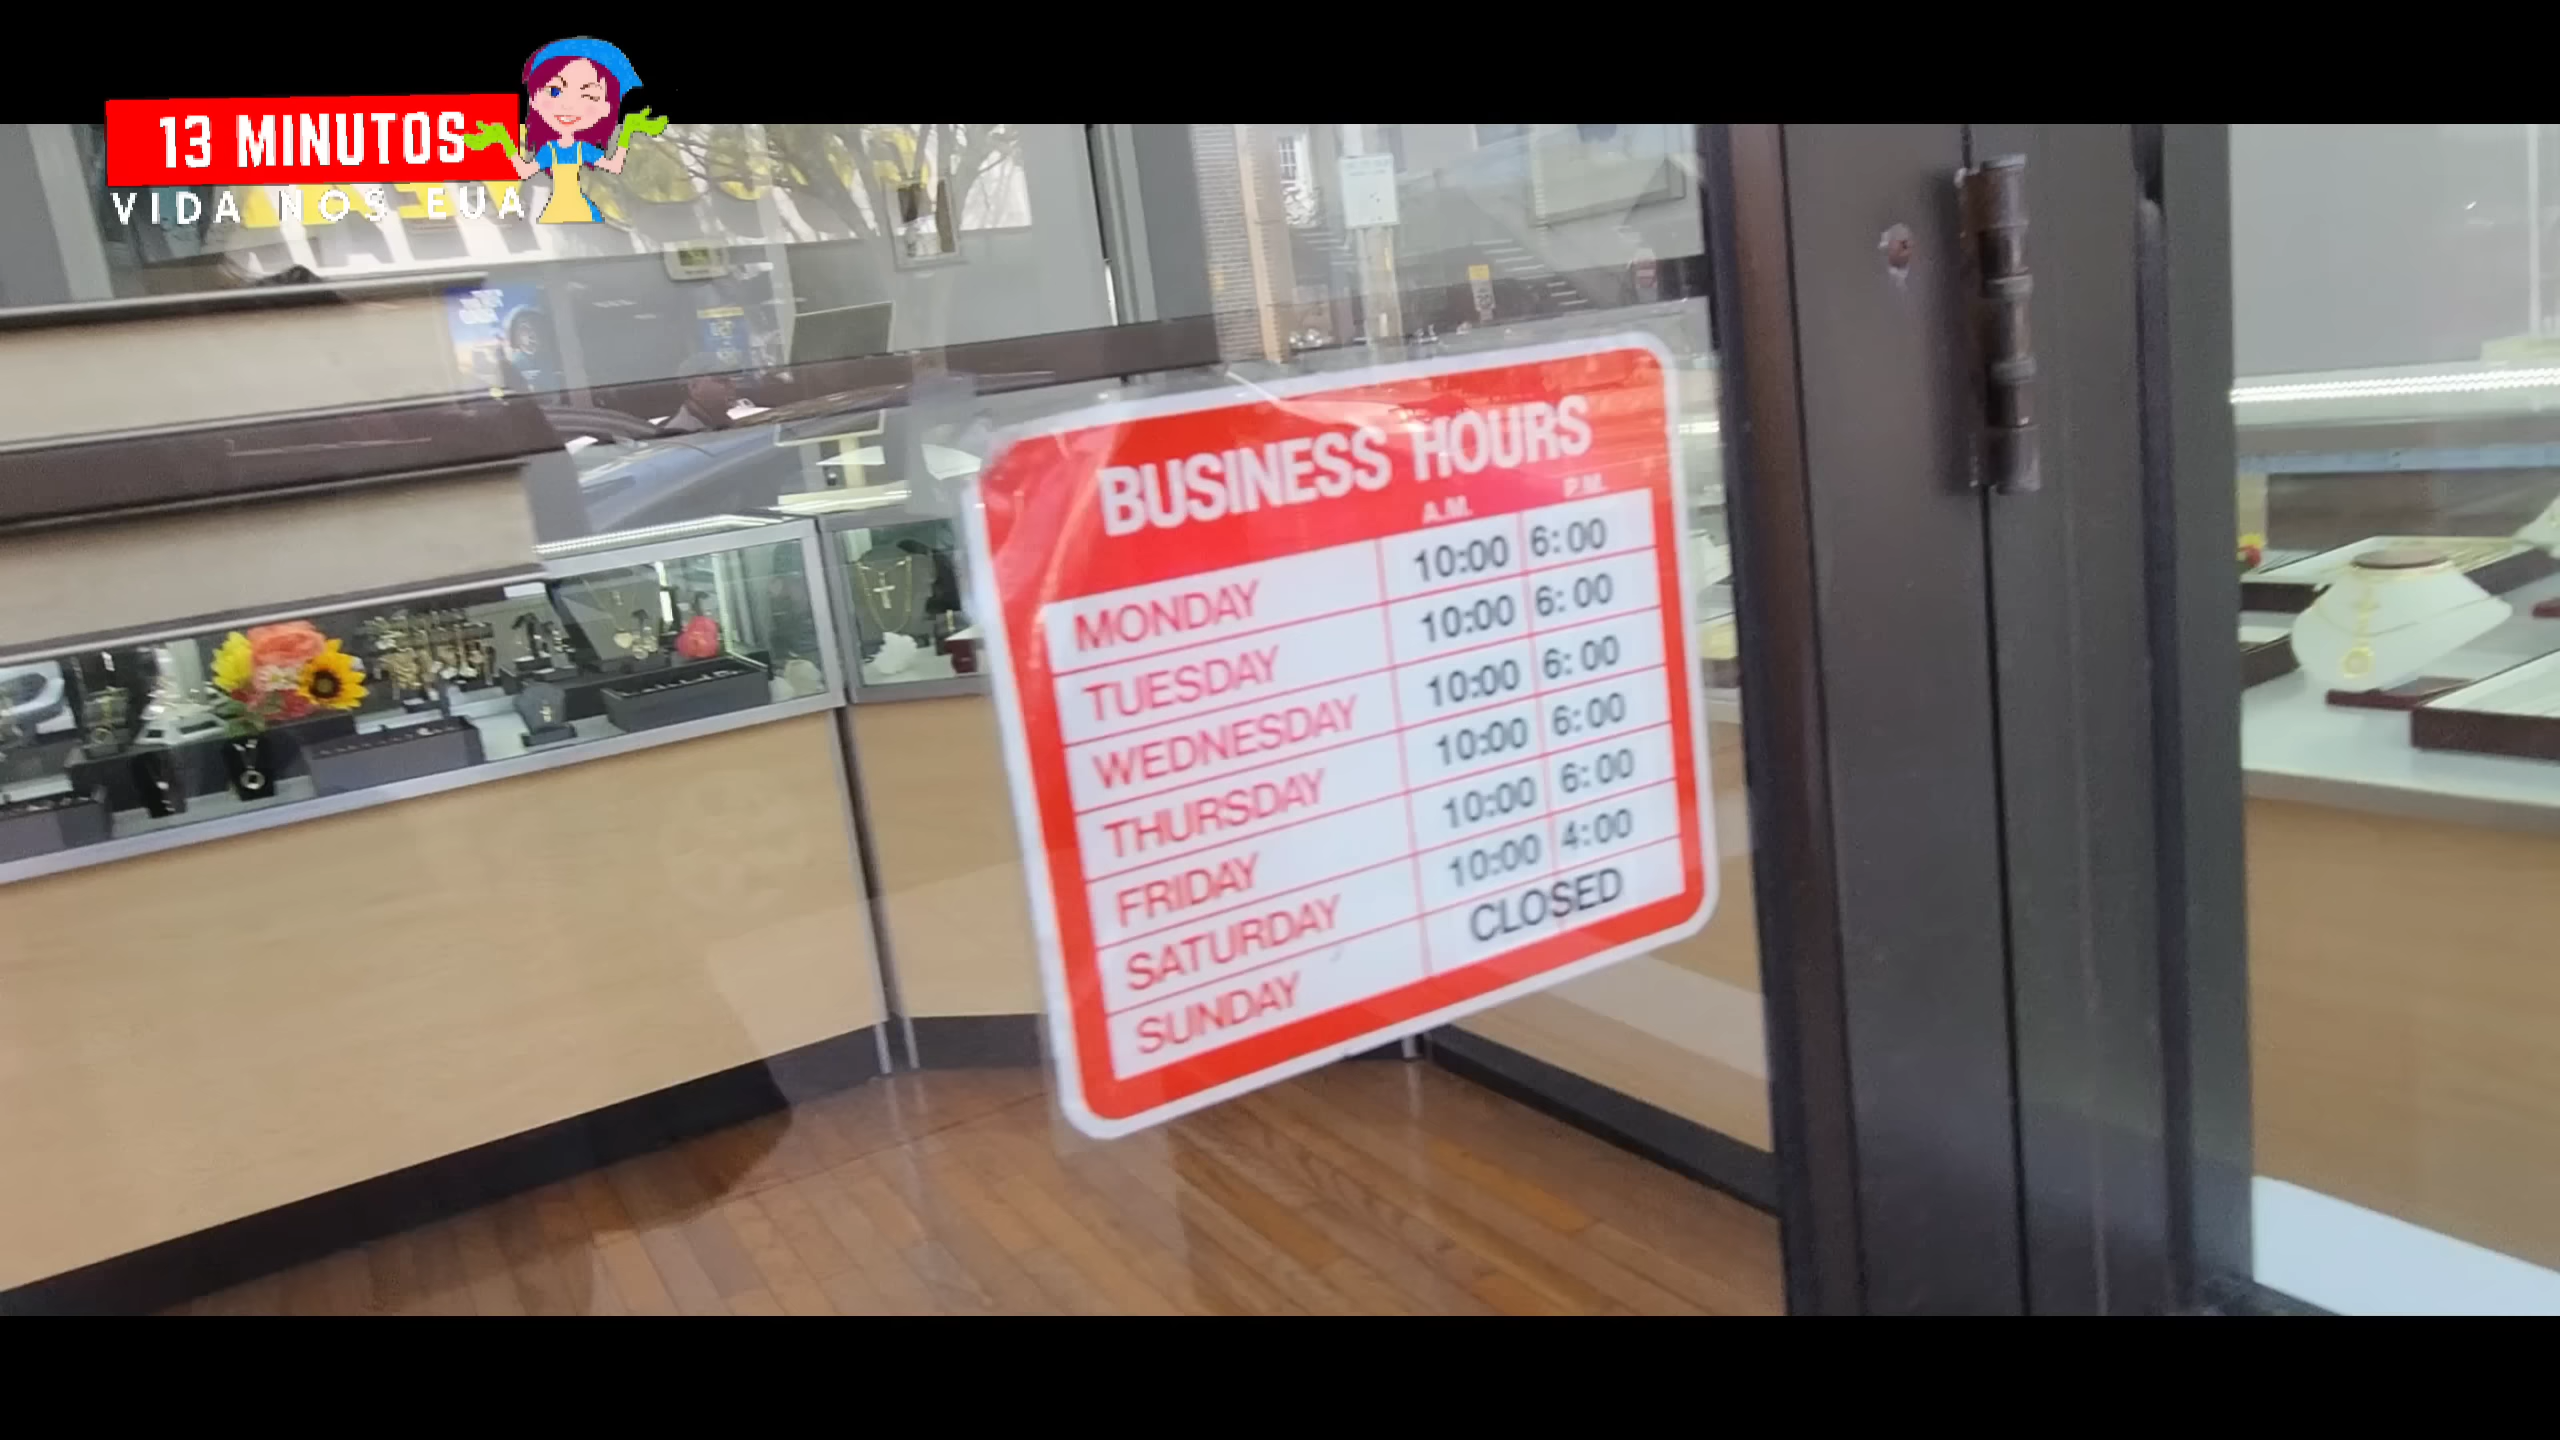 13 MINUTOS
VIDA NOS EUA
BUSINESS HOURS
A.M. P.M.
MONDAY 10:00 6:00
TUESDAY 10:00 6:00
WEDNESDAY 10:00 6:00
THURSDAY 10:00 6:00
FRIDAY 10:00 6:00
SATURDAY 10:00 4:00
SUNDAY CLOSED